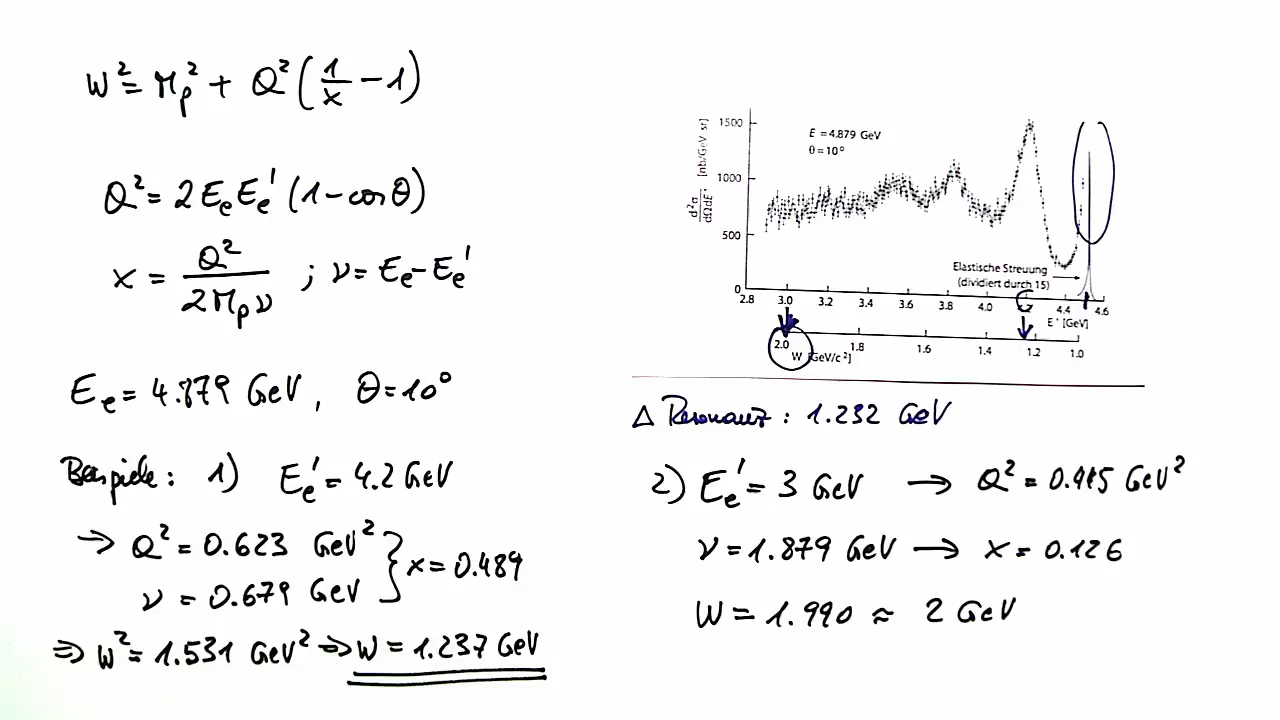 W² = M_p² + Q² (1/x − 1)
Q² = 2 E_e E_e' (1 − cos θ)
x = Q² / 2 M_p ν ; ν = E_e − E_e'
E_e = 4.879 GeV , θ = 10°
Beispiele : 1) E_e' = 4.2 GeV
→ Q² = 0.623 GeV²
ν = 0.679 GeV } x = 0.489
⇒ W² = 1.531 GeV² ⇒ W = 1.237 GeV
d²σ / dΩdE' [nb/GeV sr]
1500
1000
500
0
E = 4.879 GeV
θ = 10°
Elastische Streuung
(dividiert durch 15)
2.8 3.0 3.2 3.4 3.6 3.8 4.0 4.2 4.4 4.6
E' [GeV]
2.0 1.8 1.6 1.4 1.2 1.0
W [GeV/c²]
Δ Resonanz : 1.232 GeV
2) E_e' = 3 GeV → Q² = 0.445 GeV²
ν = 1.879 GeV → x = 0.126
W = 1.990 ≈ 2 GeV